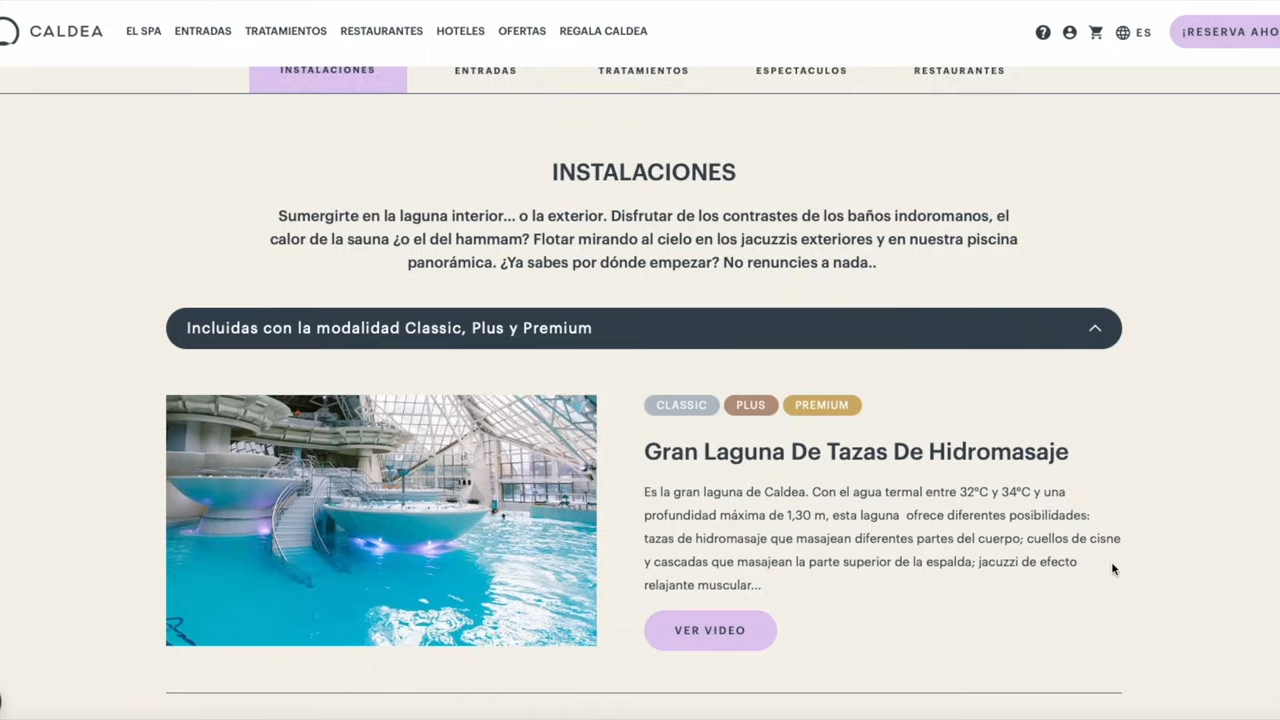 CALDEA
EL SPA ENTRADAS TRATAMIENTOS RESTAURANTES HOTELES OFERTAS REGALA CALDEA
? ES ¡RESERVA AHO
INSTALACIONES ENTRADAS TRATAMIENTOS ESPECTÁCULOS RESTAURANTES
INSTALACIONES
Sumergirte en la laguna interior... o la exterior. Disfrutar de los contrastes de los baños indoromanos, el
calor de la sauna ¿o el del hammam? Flotar mirando al cielo en los jacuzzis exteriores y en nuestra piscina
panorámica. ¿Ya sabes por dónde empezar? No renuncies a nada..
Incluidas con la modalidad Classic, Plus y Premium
CLASSIC PLUS PREMIUM
Gran Laguna De Tazas De Hidromasaje
Es la gran laguna de Caldea. Con el agua termal entre 32°C y 34°C y una
profundidad máxima de 1,30 m, esta laguna ofrece diferentes posibilidades:
tazas de hidromasaje que masajean diferentes partes del cuerpo; cuellos de cisne
y cascadas que masajean la parte superior de la espalda; jacuzzi de efecto
relajante muscular...
VER VIDEO